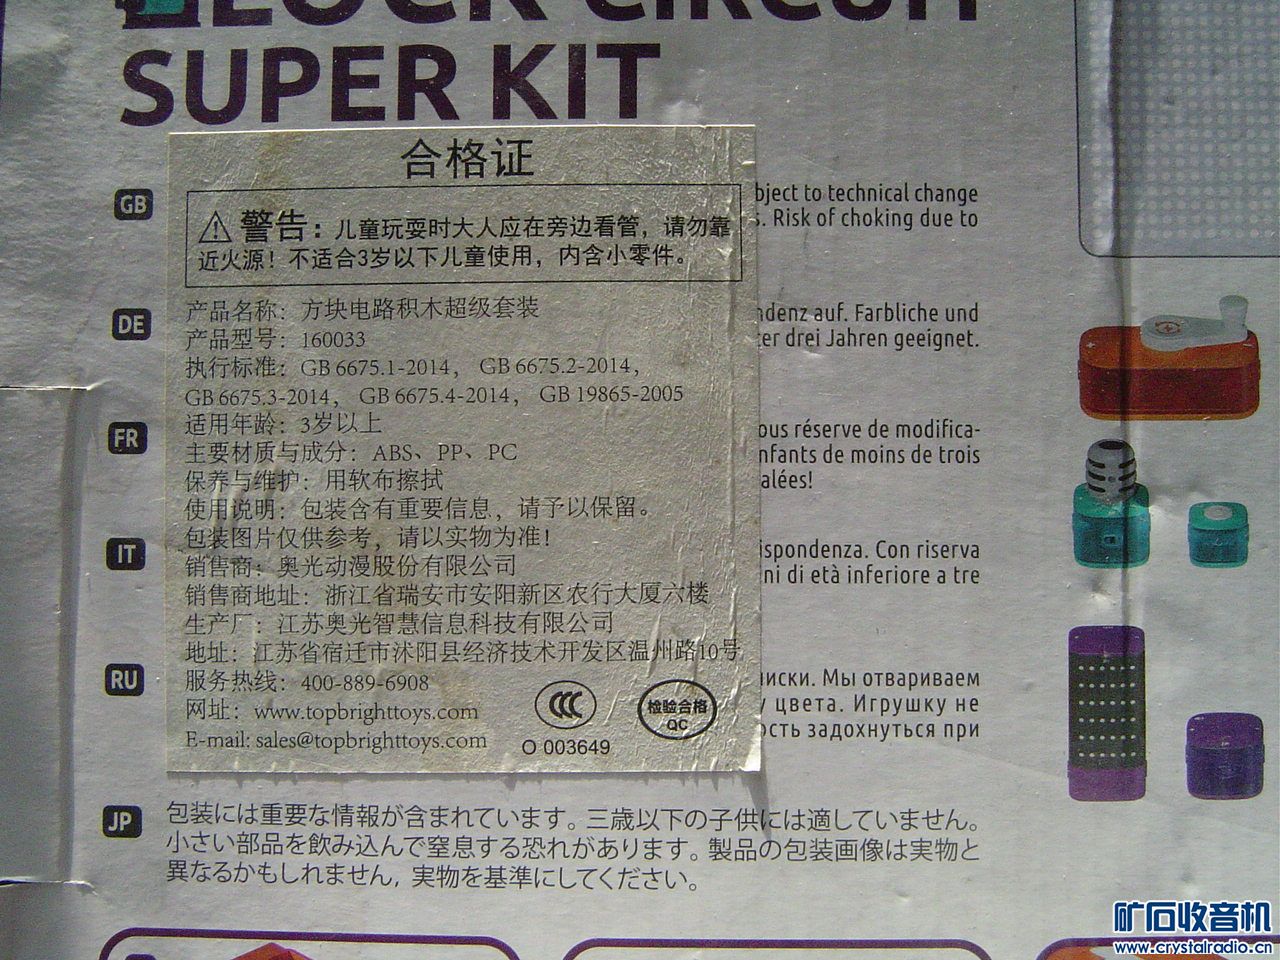 BLOCK CIRCUIT
SUPER KIT
合格证
警告：儿童玩耍时大人应在旁边看管，请勿靠
近火源！不适合3岁以下儿童使用，内含小零件。
产品名称：方块电路积木超级套装
产品型号：160033
执行标准：GB 6675.1-2014， GB 6675.2-2014，
GB 6675.3-2014， GB 6675.4-2014， GB 19865-2005
适用年龄：3岁以上
主要材质与成分：ABS、PP、PC
保养与维护：用软布擦拭
使用说明：包装含有重要信息，请予以保留。
包装图片仅供参考，请以实物为准！
销售商：奥光动漫股份有限公司
销售商地址：浙江省瑞安市安阳新区农行大厦六楼
生产厂：江苏奥光智慧信息科技有限公司
地址：江苏省宿迁市沭阳县经济技术开发区温州路10号
服务热线：400-889-6908
网址：www.topbrighttoys.com
E-mail: sales@topbrighttoys.com
CCC
O 003649
检验合格
QC
GB
bject to technical change
s. Risk of choking due to
DE
ndenz auf. Farbliche und
ter drei Jahren geeignet.
FR
ous réserve de modifica-
nfants de moins de trois
alées!
IT
ispondenza. Con riserva
ni di età inferiore a tre
RU
иски. Мы отвариваем
у цвета. Игрушку не
ость задохнуться при
JP
包装には重要な情報が含まれています。三歳以下の子供には適していません。
小さい部品を飲み込んで窒息する恐れがあります。製品の包装画像は実物と
異なるかもしれません, 実物を基準にしてください。
矿石收音机
www.crystalradio.cn